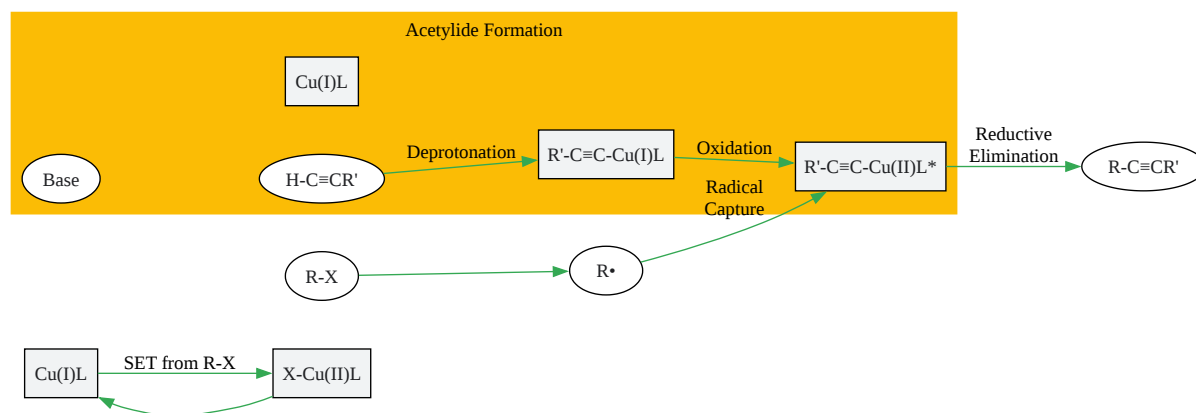 Acetylide Formation
Cu(I)L
Base
H-C≡CR'
Deprotonation
R'-C≡C-Cu(I)L
Oxidation
R'-C≡C-Cu(II)L*
Reductive
Elimination
R-C≡CR'
Radical
Capture
R-X
R•
Cu(I)L
SET from R-X
X-Cu(II)L